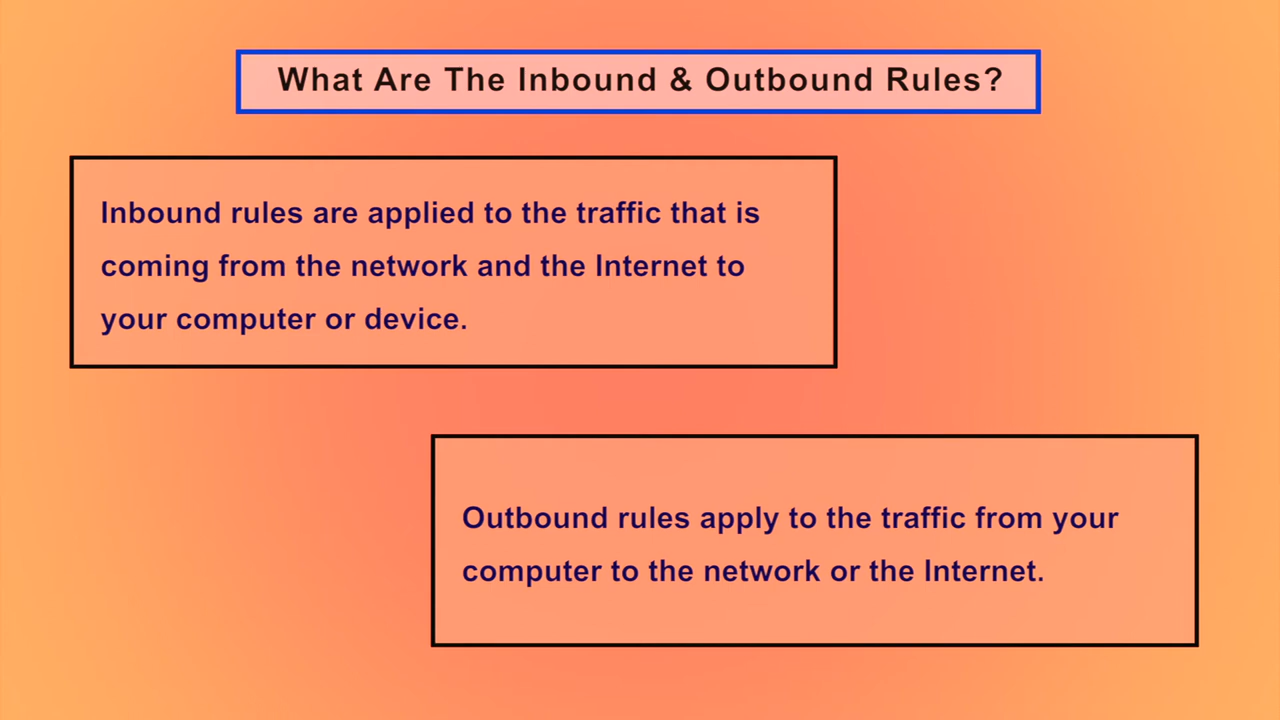 What Are The Inbound & Outbound Rules?
Inbound rules are applied to the traffic that is
coming from the network and the Internet to
your computer or device.
Outbound rules apply to the traffic from your
computer to the network or the Internet.